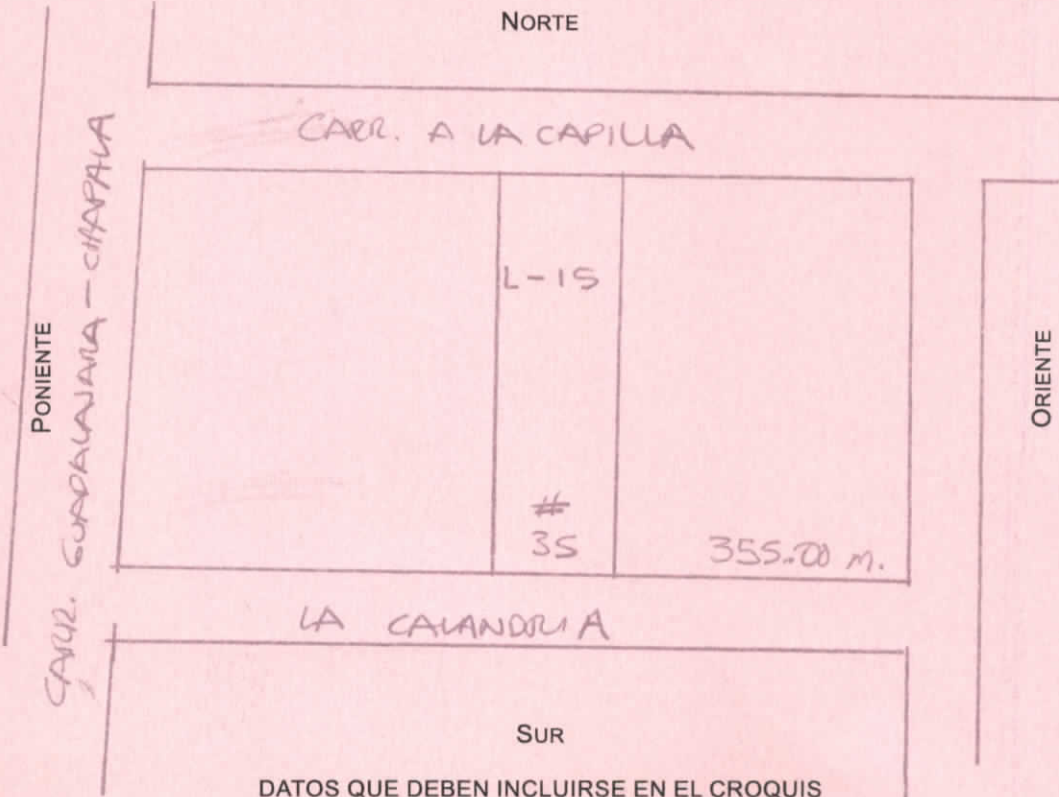 NORTE
CARR. A LA CAPILLA
PONIENTE
CARR. GUADALAJARA - CHAPALA
L-15
ORIENTE
#
35
355.00 m.
LA CALANDRIA
SUR
DATOS QUE DEBEN INCLUIRSE EN EL CROQUIS